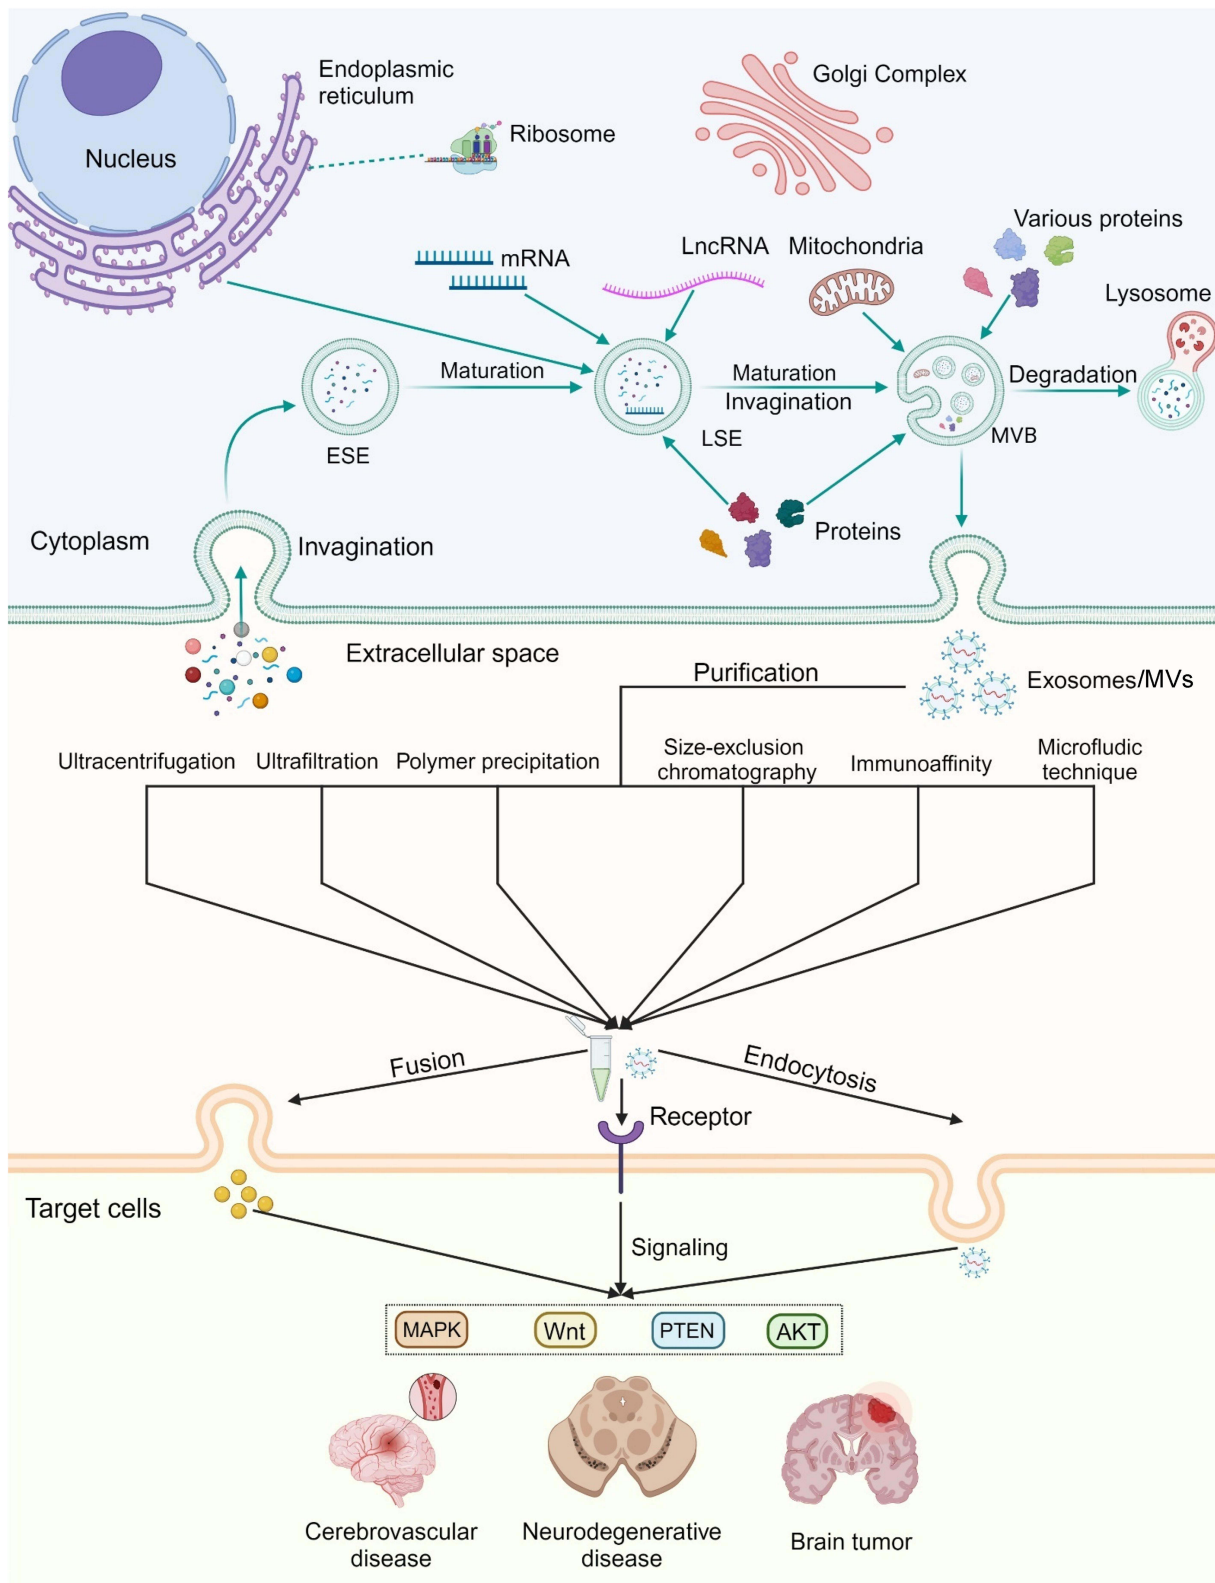 Endoplasmic
reticulum
Golgi Complex
Ribosome
Nucleus
Various proteins
mRNA
LncRNA
Mitochondria
Lysosome
Maturation
Maturation
Invagination
Degradation
ESE
LSE
MVB
Cytoplasm
Invagination
Proteins
Extracellular space
Purification
Exosomes/MVs
Ultracentrifugation
Ultrafiltration
Polymer precipitation
Size-exclusion
chromatography
Immunoaffinity
Microfludic
technique
Fusion
Endocytosis
Receptor
Target cells
Signaling
MAPK
Wnt
PTEN
AKT
Cerebrovascular
disease
Neurodegenerative
disease
Brain tumor